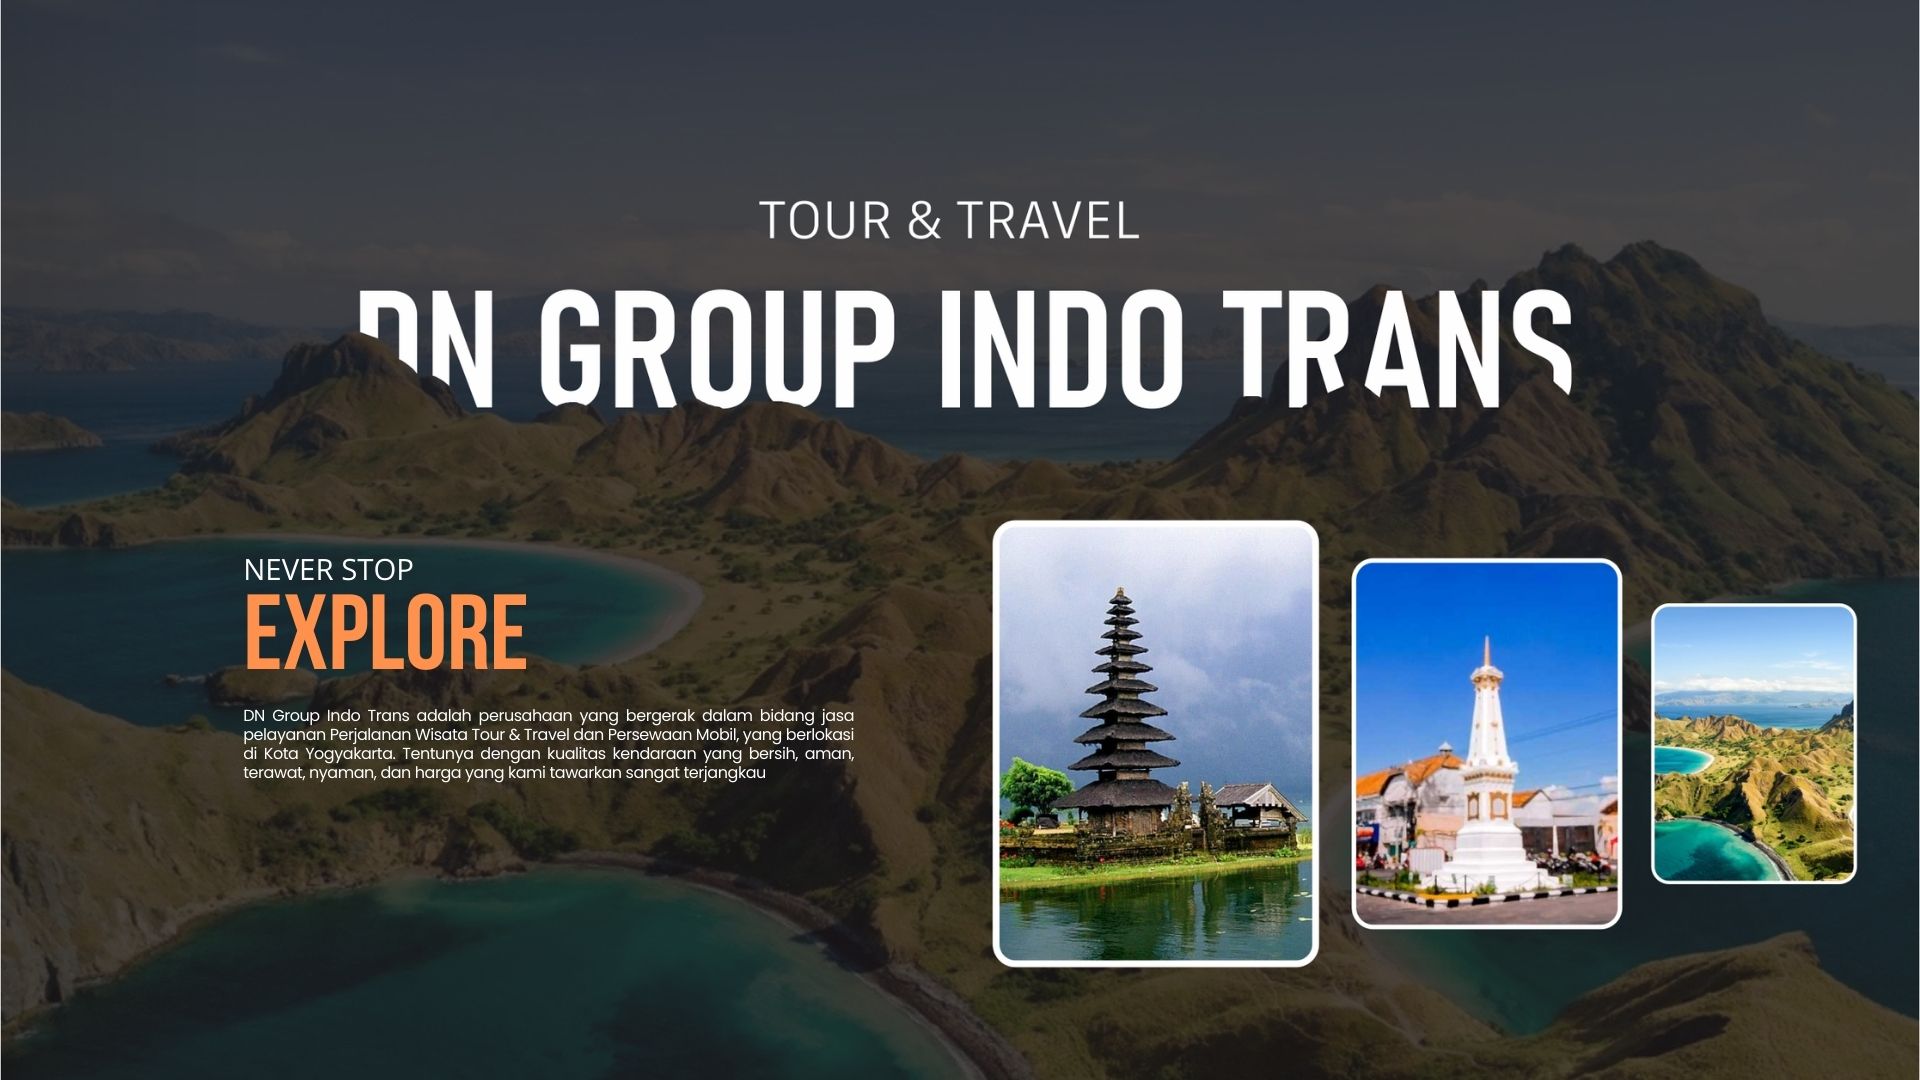 TOUR & TRAVEL
DN GROUP INDO TRANS
NEVER STOP
EXPLORE
DN Group Indo Trans adalah perusahaan yang bergerak dalam bidang jasa
pelayanan Perjalanan Wisata Tour & Travel dan Persewaan Mobil, yang berlokasi
di Kota Yogyakarta. Tentunya dengan kualitas kendaraan yang bersih, aman,
terawat, nyaman, dan harga yang kami tawarkan sangat terjangkau